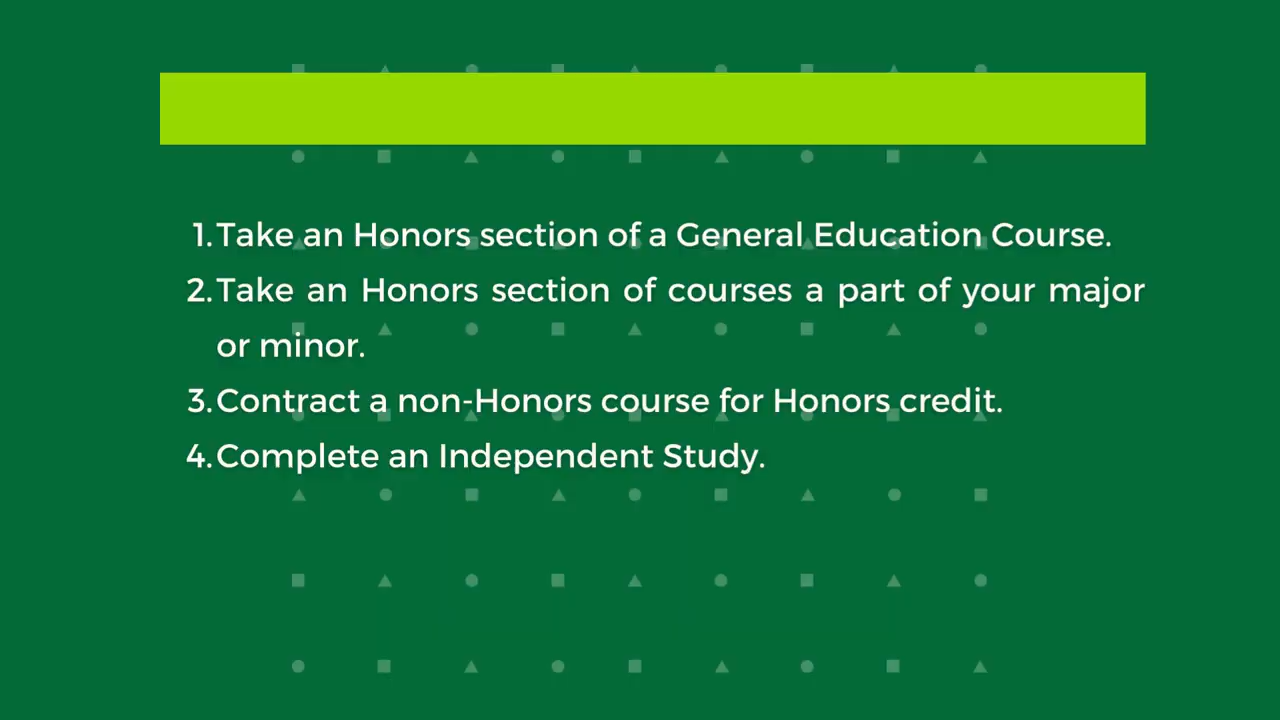 1. Take an Honors section of a General Education Course.
2. Take an Honors section of courses a part of your major
or minor.
3. Contract a non-Honors course for Honors credit.
4. Complete an Independent Study.